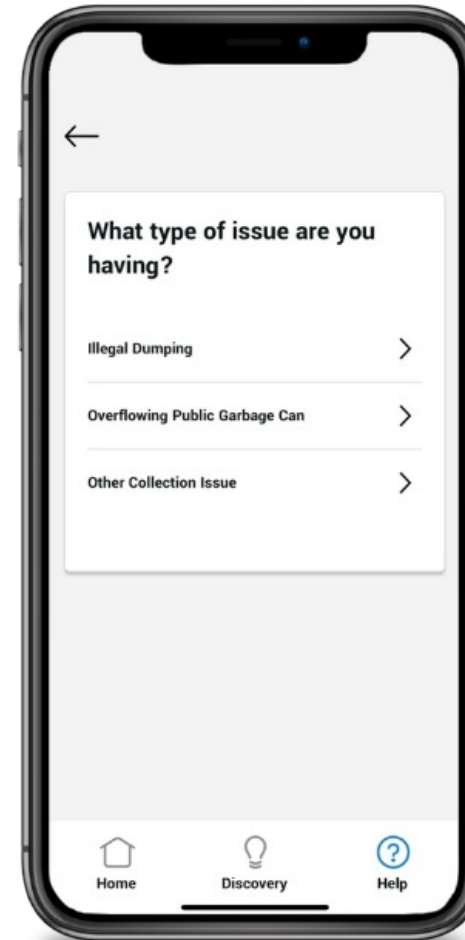 What type of issue are you
having?
Illegal Dumping
Overflowing Public Garbage Can
Other Collection Issue
Home
Discovery
Help